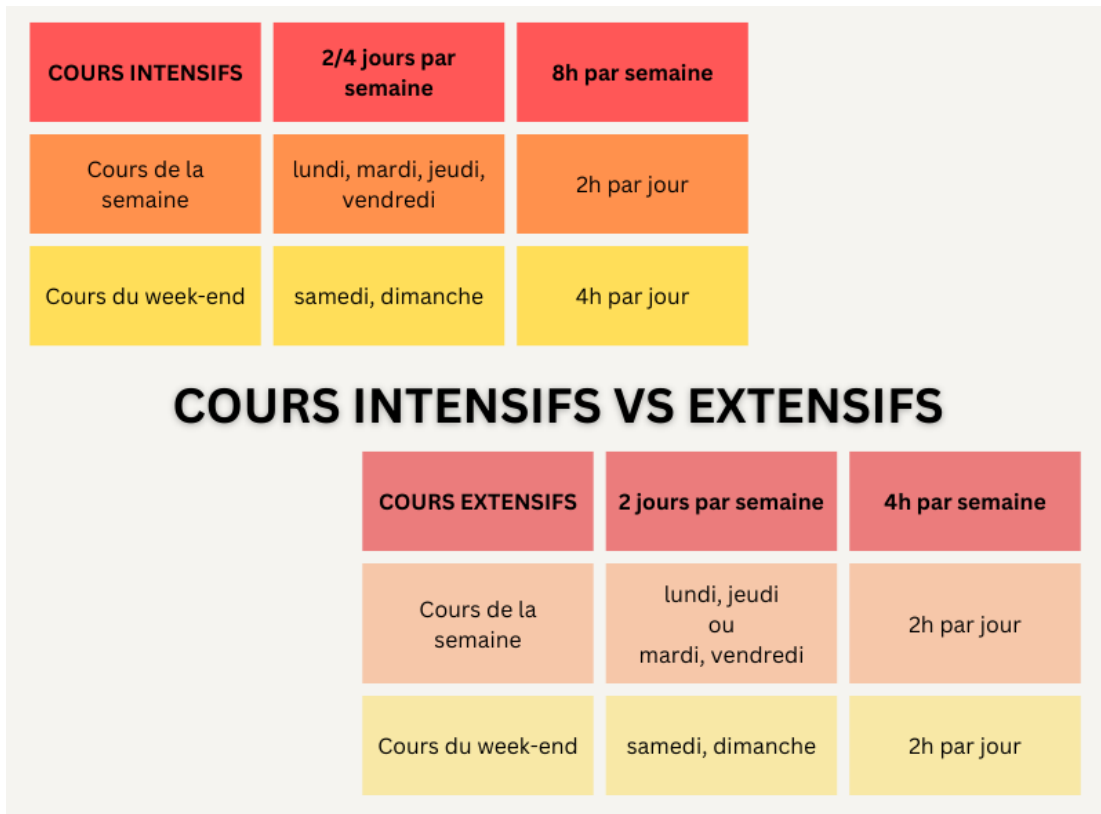 COURS INTENSIFS
2/4 jours par
semaine
8h par semaine
Cours de la
semaine
lundi, mardi, jeudi,
vendredi
2h par jour
Cours du week-end
samedi, dimanche
4h par jour
COURS INTENSIFS VS EXTENSIFS
COURS EXTENSIFS
2 jours par semaine
4h par semaine
Cours de la
semaine
lundi, jeudi
ou
mardi, vendredi
2h par jour
Cours du week-end
samedi, dimanche
2h par jour